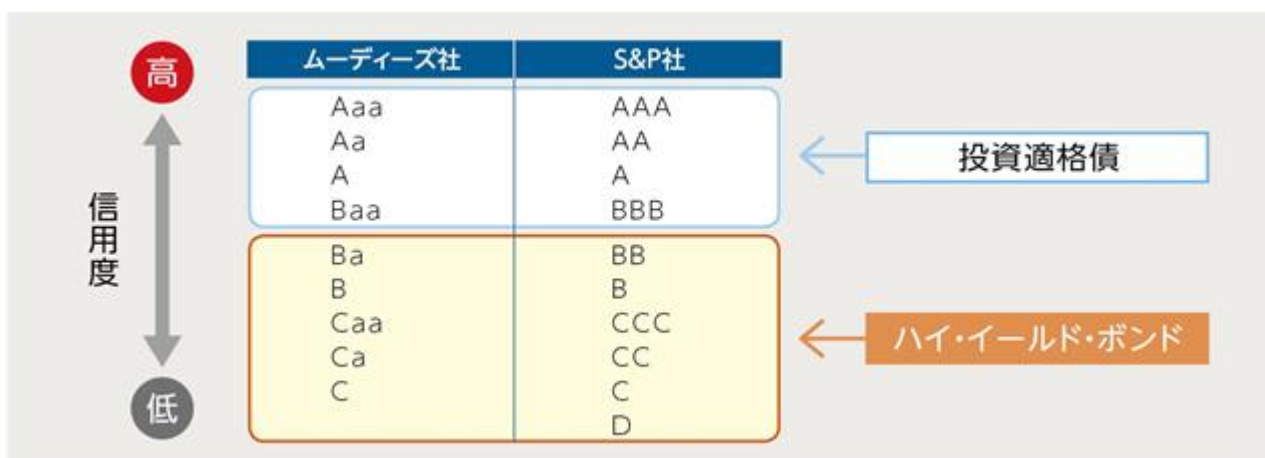 高
信用度
低
ムーディーズ社 S&P社
Aaa AAA
Aa AA
A A
Baa BBB
Ba BB
B B
Caa CCC
Ca CC
C C
D
投資適格債
ハイ・イールド・ボンド